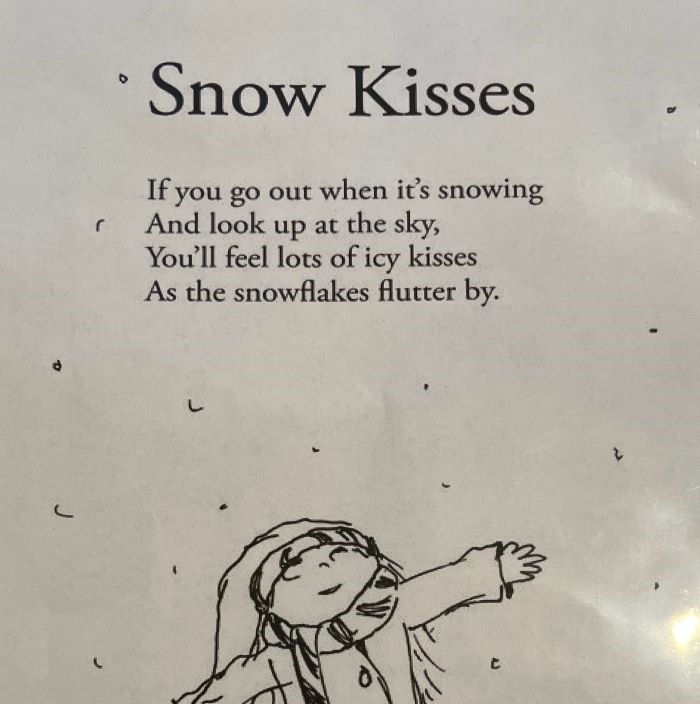 Snow Kisses
If you go out when it's snowing
And look up at the sky,
You'll feel lots of icy kisses
As the snowflakes flutter by.